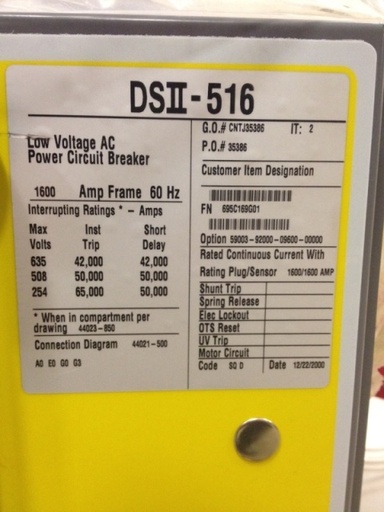 DSII-516
Low Voltage AC
Power Circuit Breaker
1600 Amp Frame 60 Hz
Interrupting Ratings * - Amps
Max Inst Short
Volts Trip Delay
635 42,000 42,000
508 50,000 50,000
254 65,000 50,000
* When in compartment per
drawing 44023-850
Connection Diagram 44021-500
A0 E0 G0 G3
G.O.# CNTJ35386 IT: 2
P.O.# 35386
Customer Item Designation
FN 695C169G01
Option 59003-92000-09600-00000
Rated Continuous Current With
Rating Plug/Sensor 1600/1600 AMP
Shunt Trip
Spring Release
Elec Lockout
OTS Reset
UV Trip
Motor Circuit
Code SQ D Date 12/22/2000